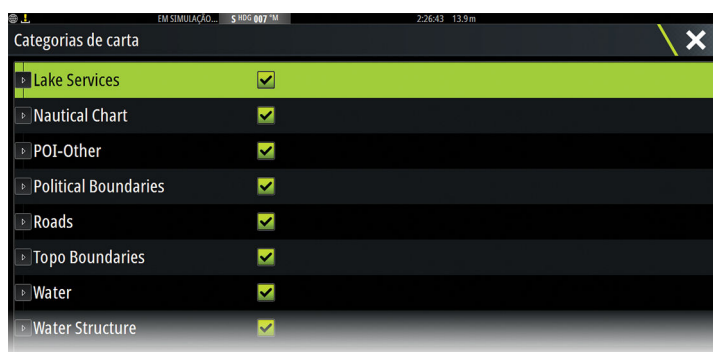 EM SIMULAÇÃO... S HDG 007 °M 2:26:43 13.9 m
Categorias de carta
Lake Services
Nautical Chart
POI-Other
Political Boundaries
Roads
Topo Boundaries
Water
Water Structure